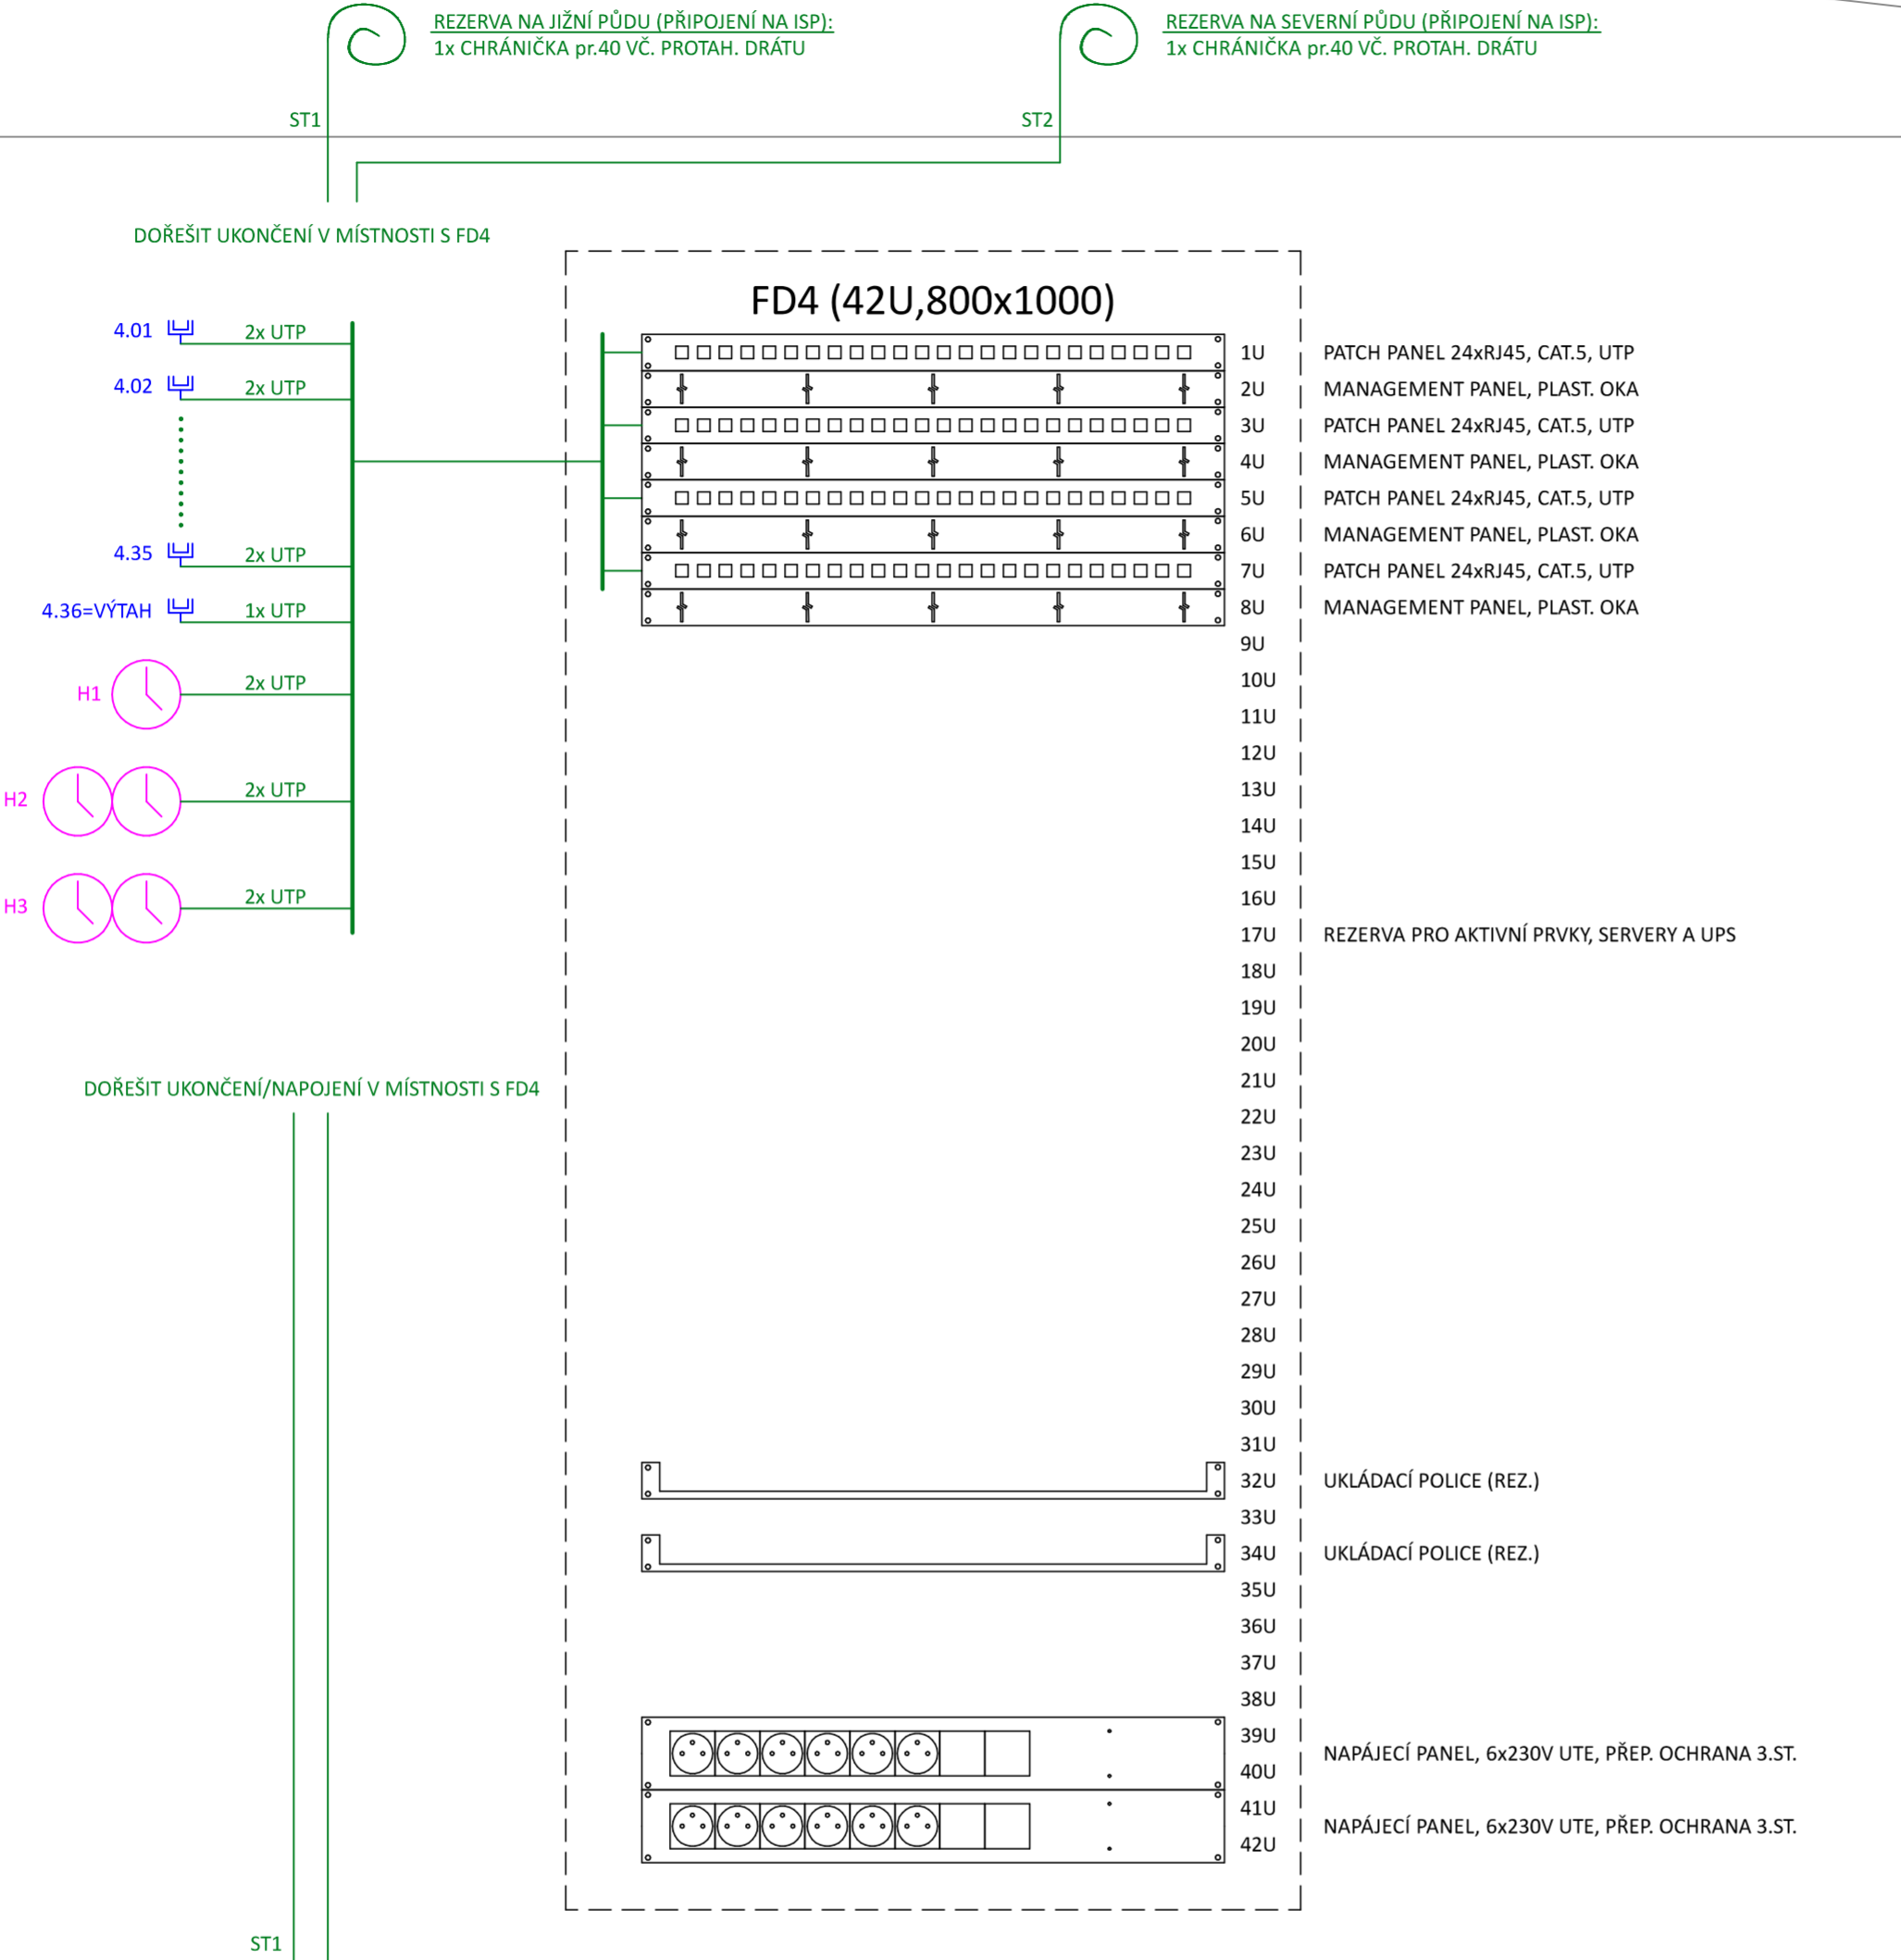 REZERVA NA JIŽNÍ PŮDU (PŘIPOJENÍ NA ISP):
1x CHRÁNIČKA pr.40 VČ. PROTAH. DRÁTU
REZERVA NA SEVERNÍ PŮDU (PŘIPOJENÍ NA ISP):
1x CHRÁNIČKA pr.40 VČ. PROTAH. DRÁTU
ST1
ST2
DOŘEŠIT UKONČENÍ V MÍSTNOSTI S FD4
4.01 2x UTP
4.02 2x UTP
4.35 2x UTP
4.36=VÝTAH 1x UTP
H1 2x UTP
H2 2x UTP
H3 2x UTP
DOŘEŠIT UKONČENÍ/NAPOJENÍ V MÍSTNOSTI S FD4
ST1
FD4 (42U,800x1000)
1U PATCH PANEL 24xRJ45, CAT.5, UTP
2U MANAGEMENT PANEL, PLAST. OKA
3U PATCH PANEL 24xRJ45, CAT.5, UTP
4U MANAGEMENT PANEL, PLAST. OKA
5U PATCH PANEL 24xRJ45, CAT.5, UTP
6U MANAGEMENT PANEL, PLAST. OKA
7U PATCH PANEL 24xRJ45, CAT.5, UTP
8U MANAGEMENT PANEL, PLAST. OKA
9U
10U
11U
12U
13U
14U
15U
16U
17U REZERVA PRO AKTIVNÍ PRVKY, SERVERY A UPS
18U
19U
20U
21U
22U
23U
24U
25U
26U
27U
28U
29U
30U
31U
32U UKLÁDACÍ POLICE (REZ.)
33U
34U UKLÁDACÍ POLICE (REZ.)
35U
36U
37U
38U
39U
NAPÁJECÍ PANEL, 6x230V UTE, PŘEP. OCHRANA 3.ST.
40U
41U
NAPÁJECÍ PANEL, 6x230V UTE, PŘEP. OCHRANA 3.ST.
42U